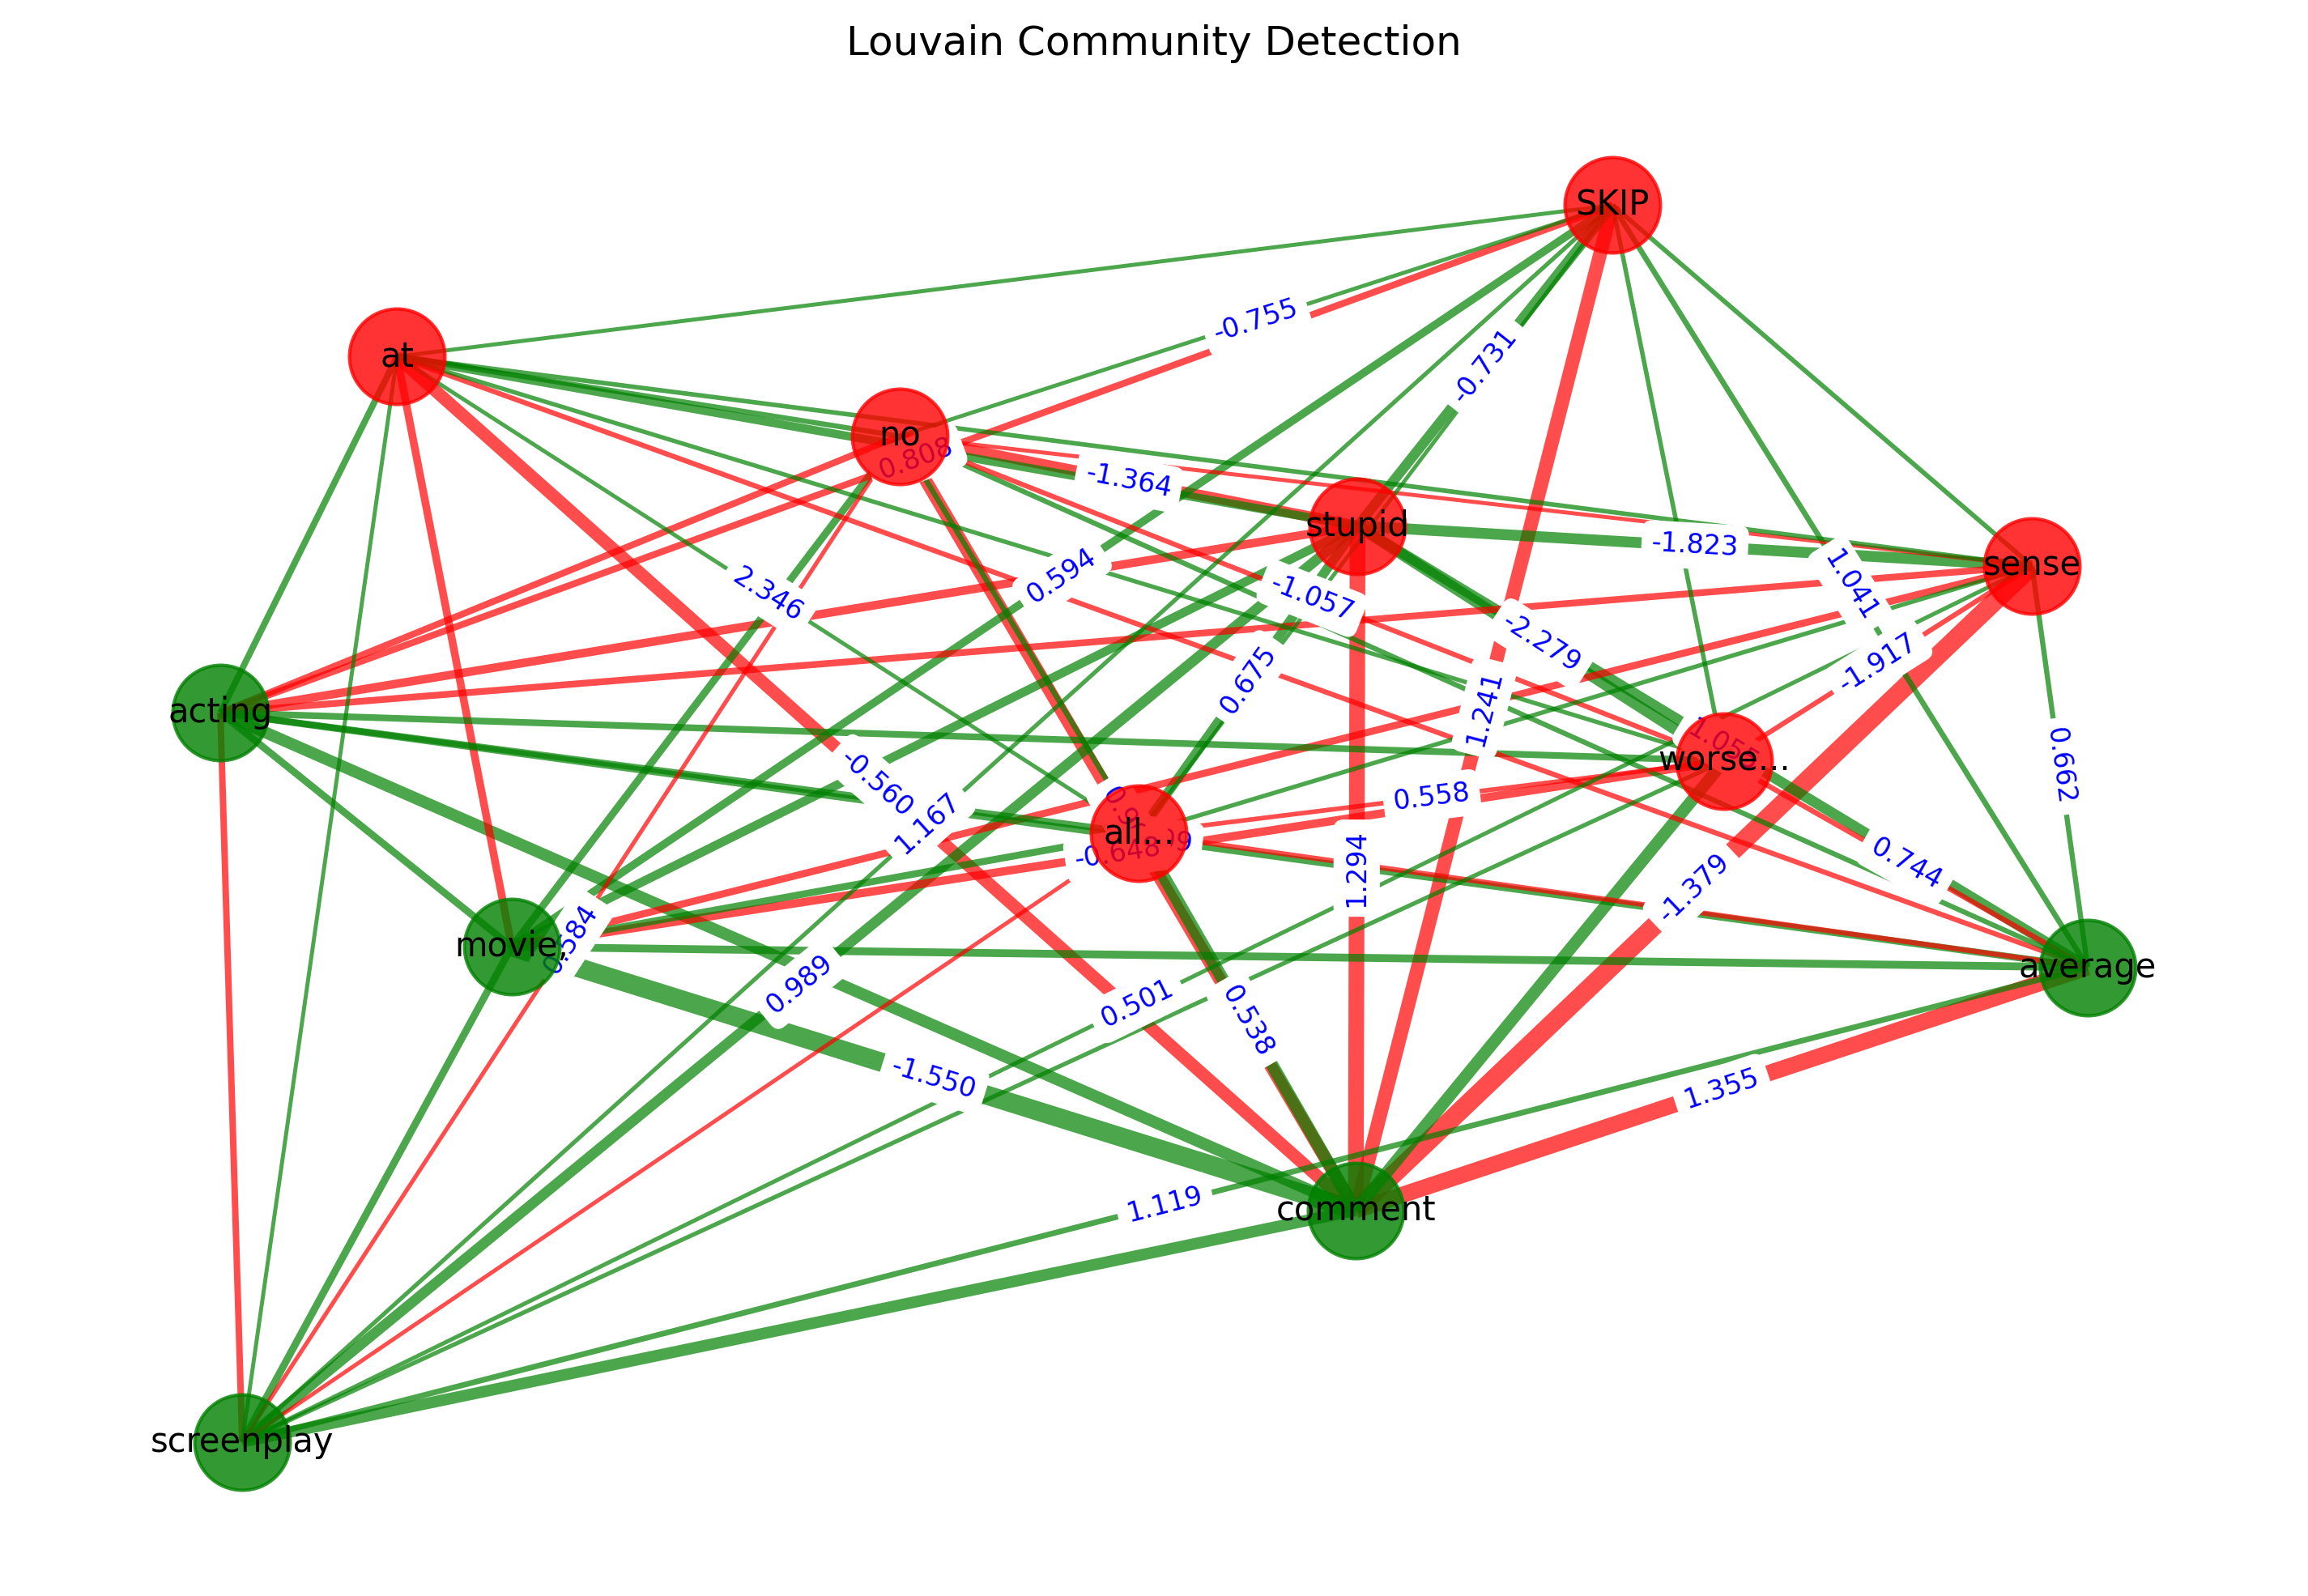 Louvain Community Detection
SKIP
-0.755
at
-0.731
no
0.808
-1.364
stupid
-1.823
sense
0.594
2.346
-1.057
1.041
-2.279
-1.917
0.675
acting
1.241
worse...
0.662
-0.560
0.558
1.167
all...
-0.648
1.294
0.744
-1.379
0.584
movie,
average
0.989
0.501
0.538
-1.550
1.355
1.119
comment
screenplay